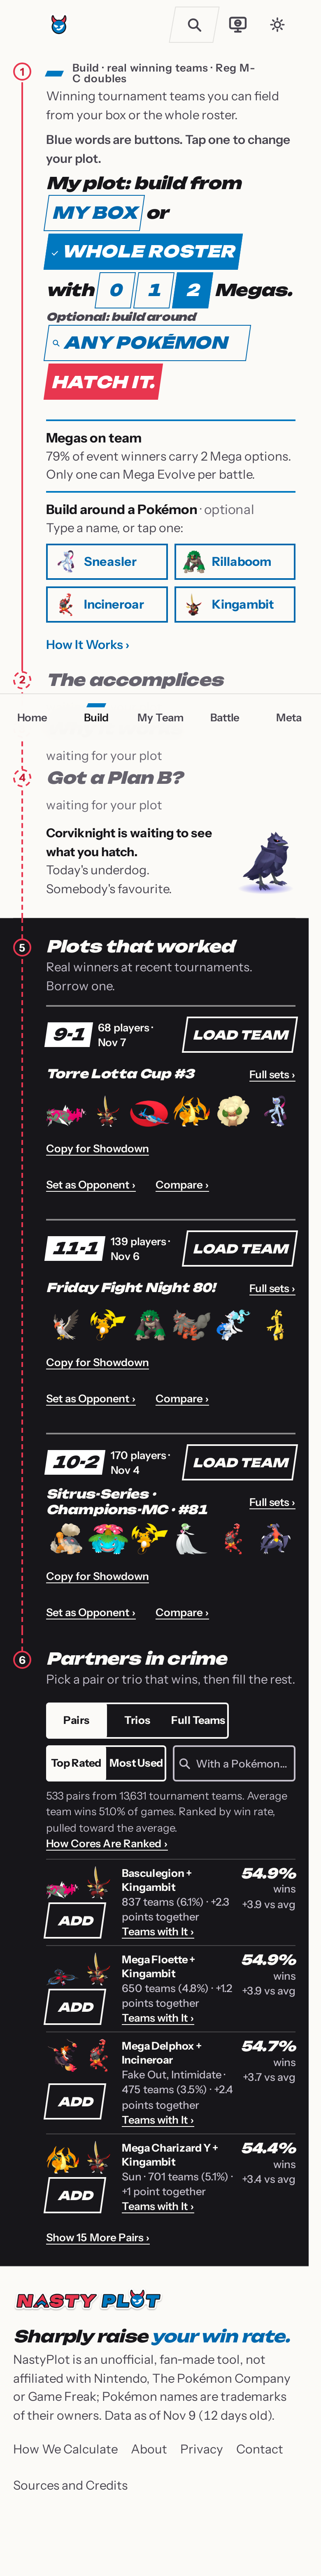 1
Build · real winning teams · Reg M-
C doubles
Winning tournament teams you can field
from your box or the whole roster.
Blue words are buttons. Tap one to change
your plot.
My plot: build from
MY BOX or
WHOLE ROSTER
with 0 1 2 Megas.
Optional: build around
ANY POKÉMON
HATCH IT.
Megas on team
79% of event winners carry 2 Mega options.
Only one can Mega Evolve per battle.
Build around a Pokémon · optional
Type a name, or tap one:
Sneasler
Rillaboom
Incineroar
Kingambit
How It Works ›
2
The accomplices
Home
Build
My Team
Battle
Meta
waiting for your plot
4
Got a Plan B?
waiting for your plot
Corviknight is waiting to see
what you hatch.
Today's underdog.
Somebody's favourite.
5
Plots that worked
Real winners at recent tournaments.
Borrow one.
9-1
68 players ·
Nov 7
LOAD TEAM
Torre Lotta Cup #3
Full sets ›
Copy for Showdown
Set as Opponent ›
Compare ›
11-1
139 players ·
Nov 6
LOAD TEAM
Friday Fight Night 80!
Full sets ›
Copy for Showdown
Set as Opponent ›
Compare ›
10-2
170 players ·
Nov 4
LOAD TEAM
Sitrus-Series ·
Champions-MC · #81
Full sets ›
Copy for Showdown
Set as Opponent ›
Compare ›
6
Partners in crime
Pick a pair or trio that wins, then fill the rest.
Pairs
Trios
Full Teams
Top Rated
Most Used
With a Pokémon...
533 pairs from 13,631 tournament teams. Average
team wins 51.0% of games. Ranked by win rate,
pulled toward the average.
How Cores Are Ranked ›
Basculegion +
Kingambit
837 teams (6.1%) · +2.3
points together
Teams with It ›
54.9%
wins
+3.9 vs avg
ADD
Mega Floette +
Kingambit
650 teams (4.8%) · +1.2
points together
Teams with It ›
54.9%
wins
+3.9 vs avg
ADD
Mega Delphox +
Incineroar
Fake Out, Intimidate ·
475 teams (3.5%) · +2.4
points together
Teams with It ›
54.7%
wins
+3.7 vs avg
ADD
Mega Charizard Y +
Kingambit
Sun · 701 teams (5.1%) ·
+1 point together
Teams with It ›
54.4%
wins
+3.4 vs avg
ADD
Show 15 More Pairs ›
NASTY PLOT
Sharply raise your win rate.
NastyPlot is an unofficial, fan-made tool, not
affiliated with Nintendo, The Pokémon Company
or Game Freak; Pokémon names are trademarks
of their owners. Data as of Nov 9 (12 days old).
How We Calculate
About
Privacy
Contact
Sources and Credits